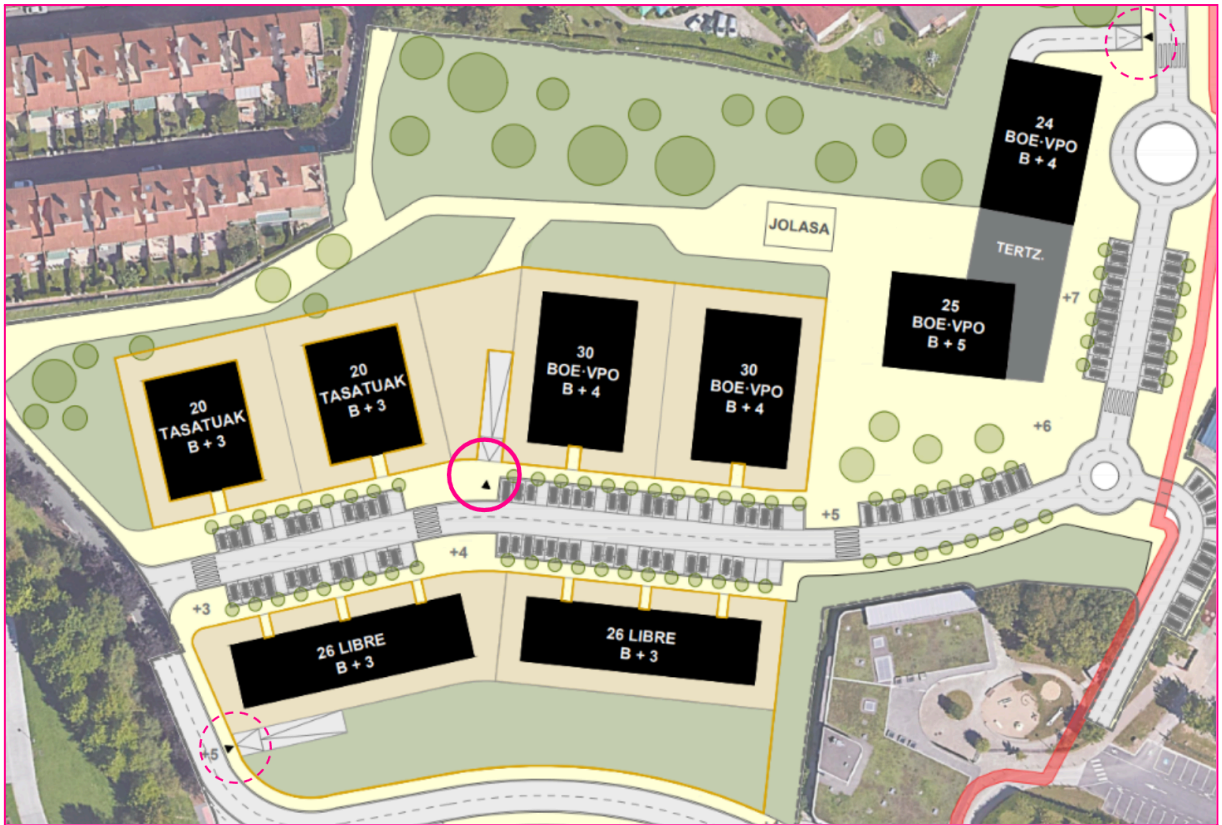 24
BOE·VPO
B + 4
JOLASA
TERTZ.
+7
25
BOE·VPO
B + 5
30
BOE·VPO
B + 4
30
BOE·VPO
B + 4
20
TASATUAK
B + 3
20
TASATUAK
B + 3
+6
+5
+4
+3
26 LIBRE
B + 3
26 LIBRE
B + 3
+5